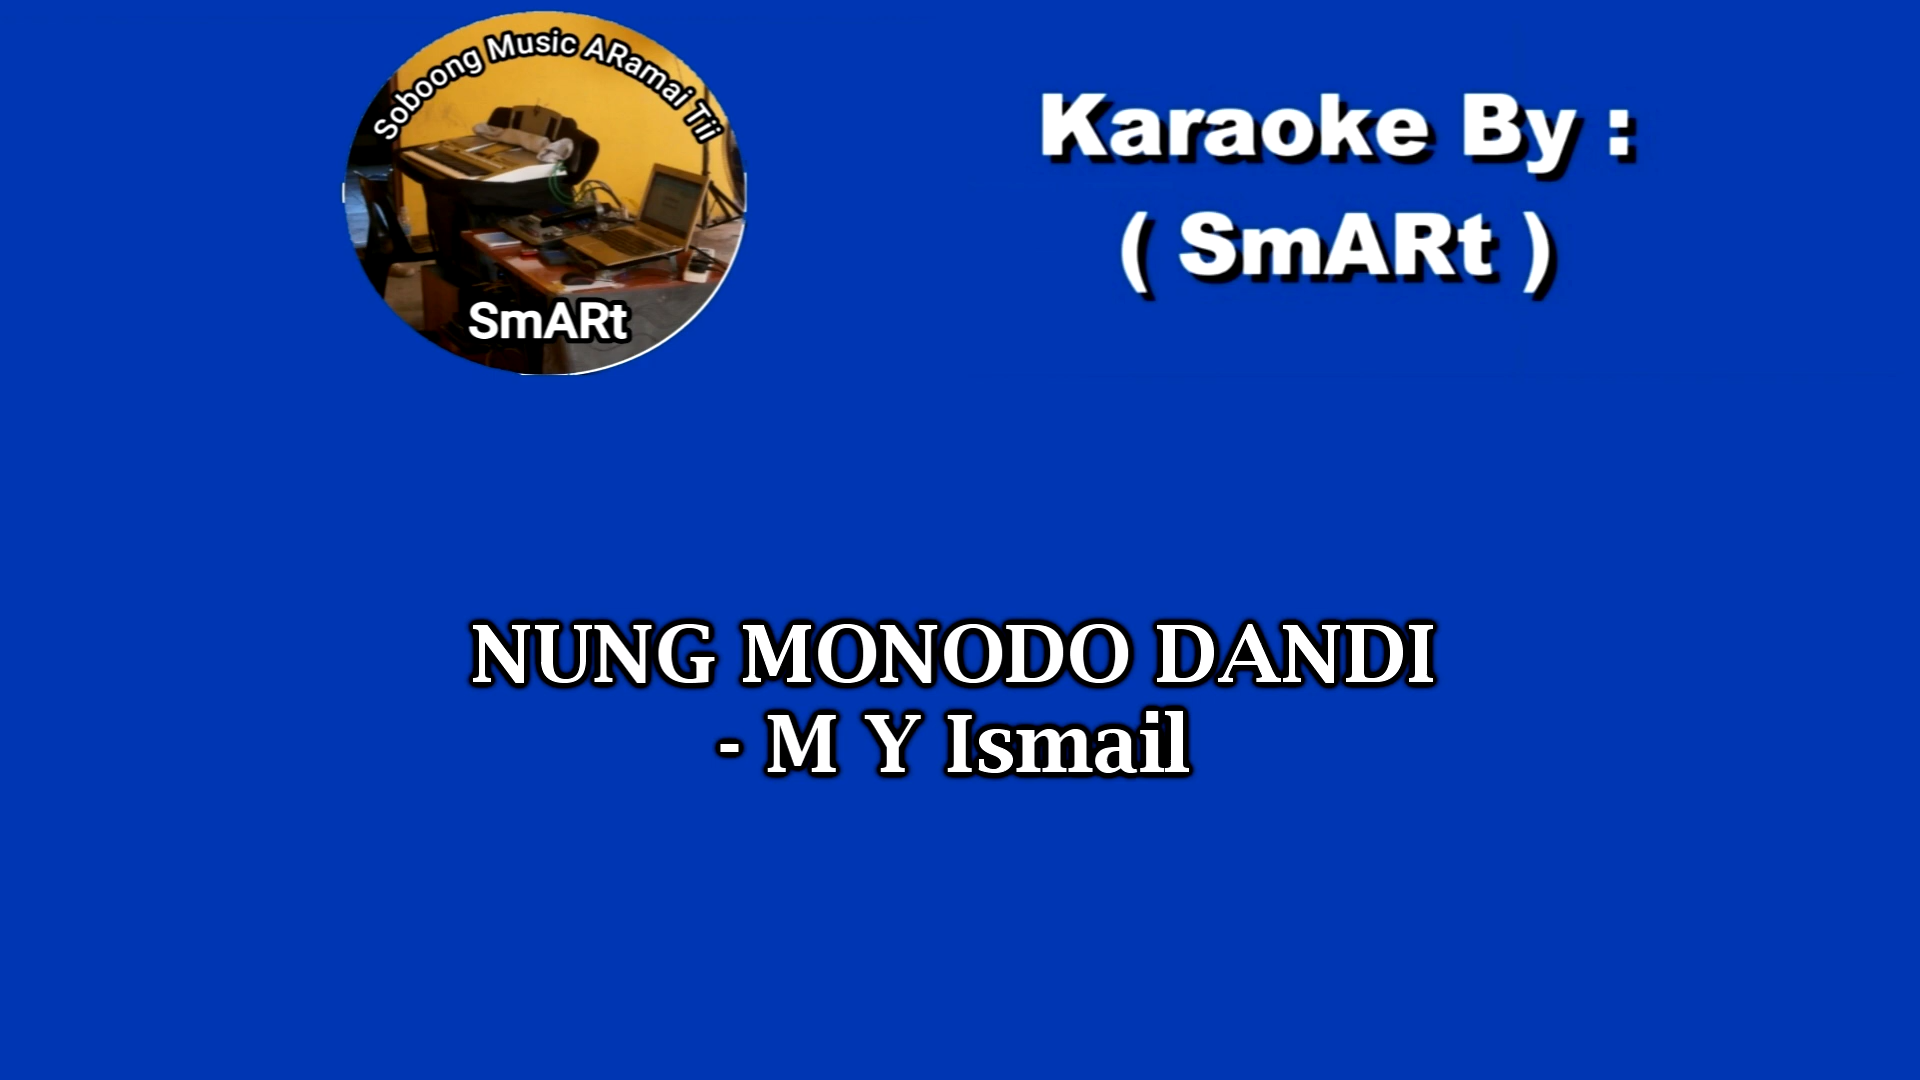 Soboong Music ARamai Tii
SmARt
Karaoke By :
( SmARt )
NUNG MONODO DANDI
- M Y Ismail